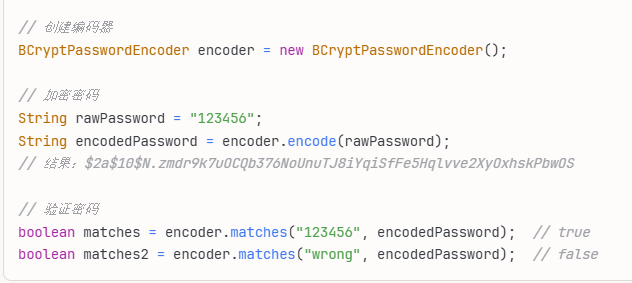 // 创建编码器
BCryptPasswordEncoder encoder = new BCryptPasswordEncoder();
// 加密密码
String rawPassword = "123456";
String encodedPassword = encoder.encode(rawPassword);
// 结果：$2a$10$N.zmdr9k7uOCQb376NoUnuTJ8iYqiSfFe5Hqlvve2XyOxhskPbwOS
// 验证密码
boolean matches = encoder.matches("123456", encodedPassword);  // true
boolean matches2 = encoder.matches("wrong", encodedPassword);  // false